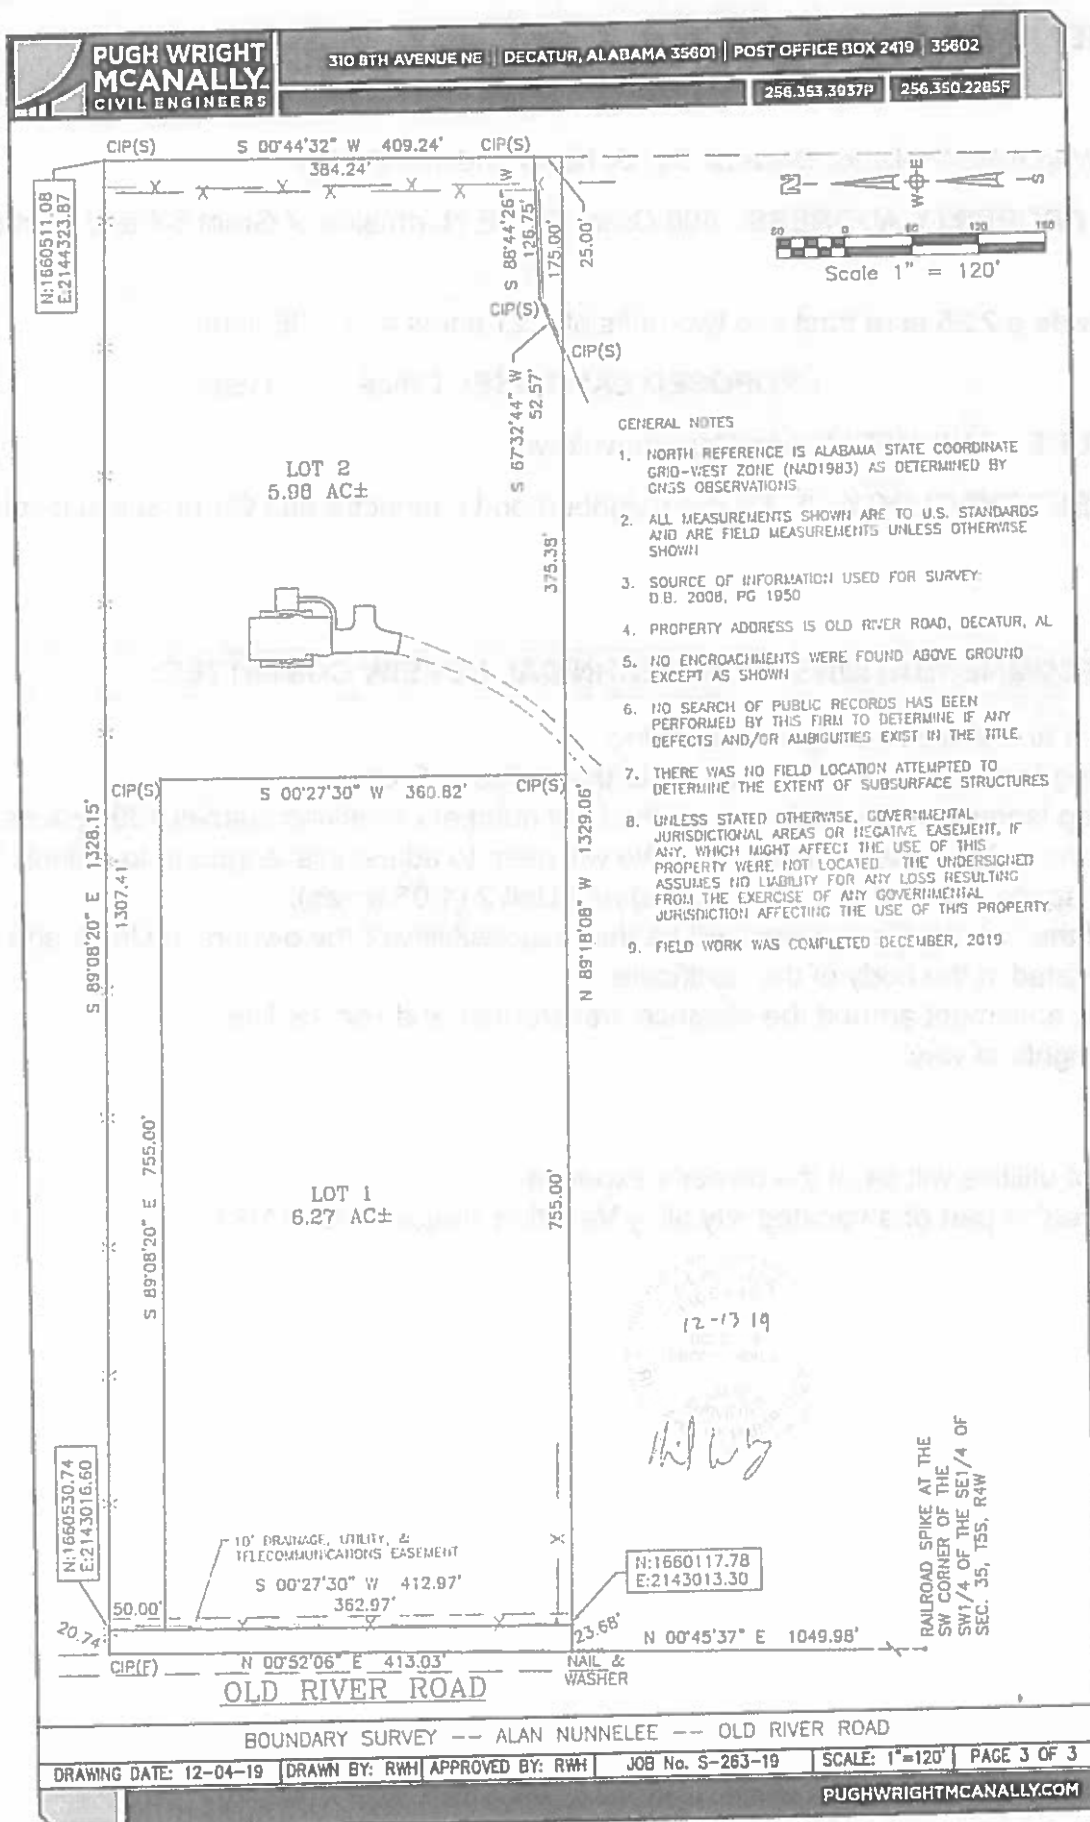 PUGH WRIGHT
MCANALLY
CIVIL ENGINEERS
310 8TH AVENUE NE | DECATUR, ALABAMA 35601 | POST OFFICE BOX 2419 | 35602
256.353.3937P 256.350.2285F
CIP(S) S 00°44'32" W 409.24' CIP(S)
384.24'
N:1660511.08
E:2144323.87
S 88°44'26" W
126.75'
175.00'
25.00'
N S
W E
60 0 60 120 180
Scale 1" = 120'
CIP(S)
CIP(S)
S 67°32'44" W
52.57'
375.38'
LOT 2
5.98 AC±
GENERAL NOTES
1. NORTH REFERENCE IS ALABAMA STATE COORDINATE
GRID-WEST ZONE (NAD1983) AS DETERMINED BY
GNSS OBSERVATIONS
2. ALL MEASUREMENTS SHOWN ARE TO U.S. STANDARDS
AND ARE FIELD MEASUREMENTS UNLESS OTHERWISE
SHOWN
3. SOURCE OF INFORMATION USED FOR SURVEY:
D.B. 2008, PG 1950
4. PROPERTY ADDRESS IS OLD RIVER ROAD, DECATUR, AL
5. NO ENCROACHMENTS WERE FOUND ABOVE GROUND
EXCEPT AS SHOWN
6. NO SEARCH OF PUBLIC RECORDS HAS BEEN
PERFORMED BY THIS FIRM TO DETERMINE IF ANY
DEFECTS AND/OR AMBIGUITIES EXIST IN THE TITLE
7. THERE WAS NO FIELD LOCATION ATTEMPTED TO
DETERMINE THE EXTENT OF SUBSURFACE STRUCTURES
8. UNLESS STATED OTHERWISE, GOVERNMENTAL
JURISDICTIONAL AREAS OR NEGATIVE EASEMENT, IF
ANY, WHICH MIGHT AFFECT THE USE OF THIS
PROPERTY WERE NOT LOCATED. THE UNDERSIGNED
ASSUMES NO LIABILITY FOR ANY LOSS RESULTING
FROM THE EXERCISE OF ANY GOVERNMENTAL
JURISDICTION AFFECTING THE USE OF THIS PROPERTY.
9. FIELD WORK WAS COMPLETED DECEMBER, 2019
CIP(S) S 00°27'30" W 360.82' CIP(S)
S 89°08'20" E 1328.15'
1307.41'
N 89°18'08" W 1329.06'
S 89°08'20" E 755.00'
755.00'
LOT 1
6.27 AC±
12-13 19
N:1660530.74
E:2143016.60
10' DRAINAGE, UTILITY, &
TELECOMMUNICATIONS EASEMENT
S 00°27'30" W 412.97'
362.97'
50.00'
20.74'
N:1660117.78
E:2143013.30
23.68'
N 00°45'37" E 1049.98'
RAILROAD SPIKE AT THE
SW CORNER OF THE
SW1/4 OF THE SE1/4 OF
SEC. 35, T5S, R4W
CIP(F) N 00°52'06" E 413.03' NAIL &
WASHER
OLD RIVER ROAD
BOUNDARY SURVEY -- ALAN NUNNELEE -- OLD RIVER ROAD
DRAWING DATE: 12-04-19 DRAWN BY: RWH APPROVED BY: RWH JOB No. S-263-19 SCALE: 1"=120' PAGE 3 OF 3
PUGHWRIGHTMCANALLY.COM